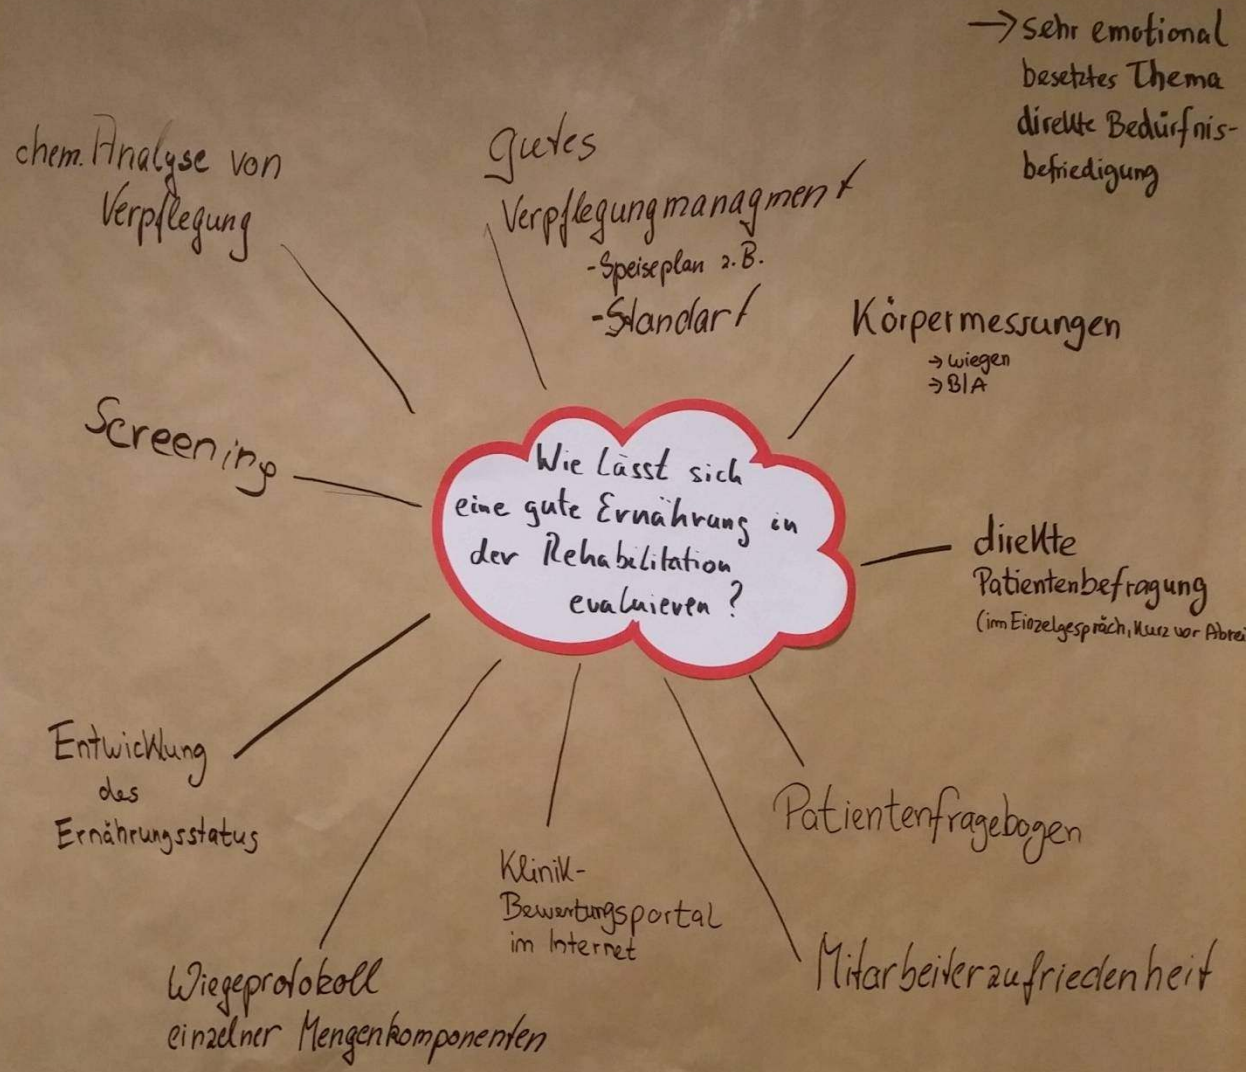 → sehr emotional
besetztes Thema
direkte Bedürfnis-
befriedigung
chem. Analyse von
Verpflegung
gutes
Verpflegungmanagment
- Speiseplan z.B.
- Standart
Körpermessungen
→ wiegen
→ BIA
Screening
Wie lässt sich
eine gute Ernährung in
der Rehabilitation
evaluieren?
direkte
Patientenbefragung
(im Einzelgespräch, kurz vor Abrei
Entwicklung
des
Ernährungsstatus
Patientenfragebogen
Klinik-
Bewertungsportal
im Internet
Mitarbeiterzufriedenheit
Wiegeprotokoll
einzelner Mengenkomponenten